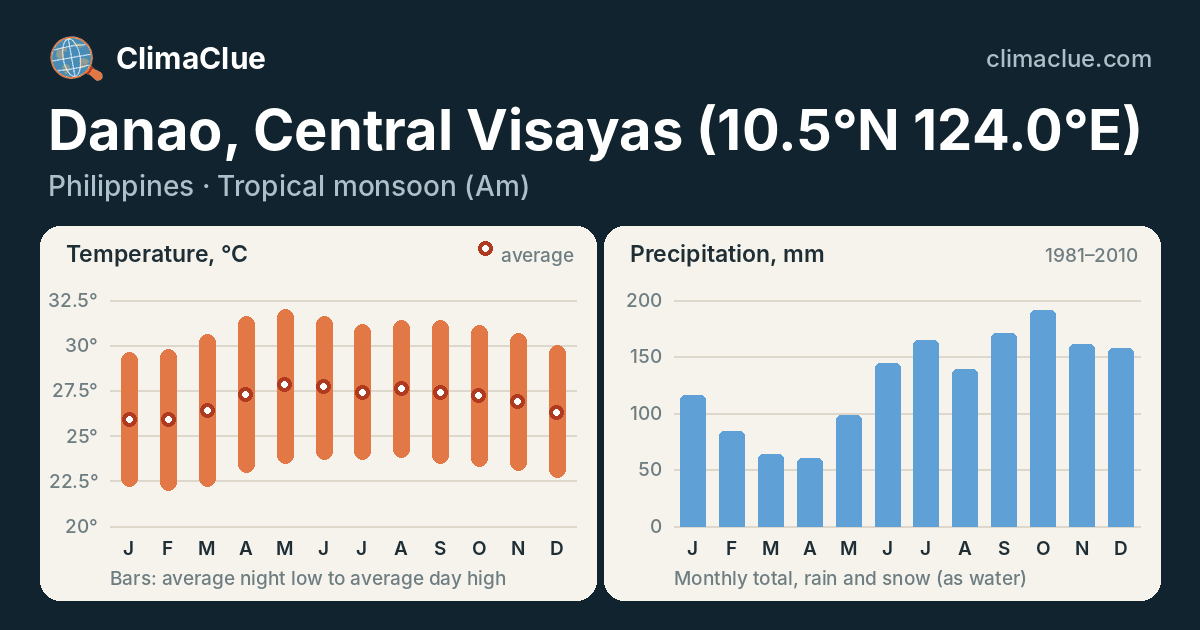 ClimaClue
climaclue.com
Danao, Central Visayas (10.5°N 124.0°E)
Philippines · Tropical monsoon (Am)
Temperature, °C
average
32.5°
30°
27.5°
25°
22.5°
20°
J F M A M J J A S O N D
Bars: average night low to average day high
Precipitation, mm
1981–2010
200
150
100
50
0
J F M A M J J A S O N D
Monthly total, rain and snow (as water)